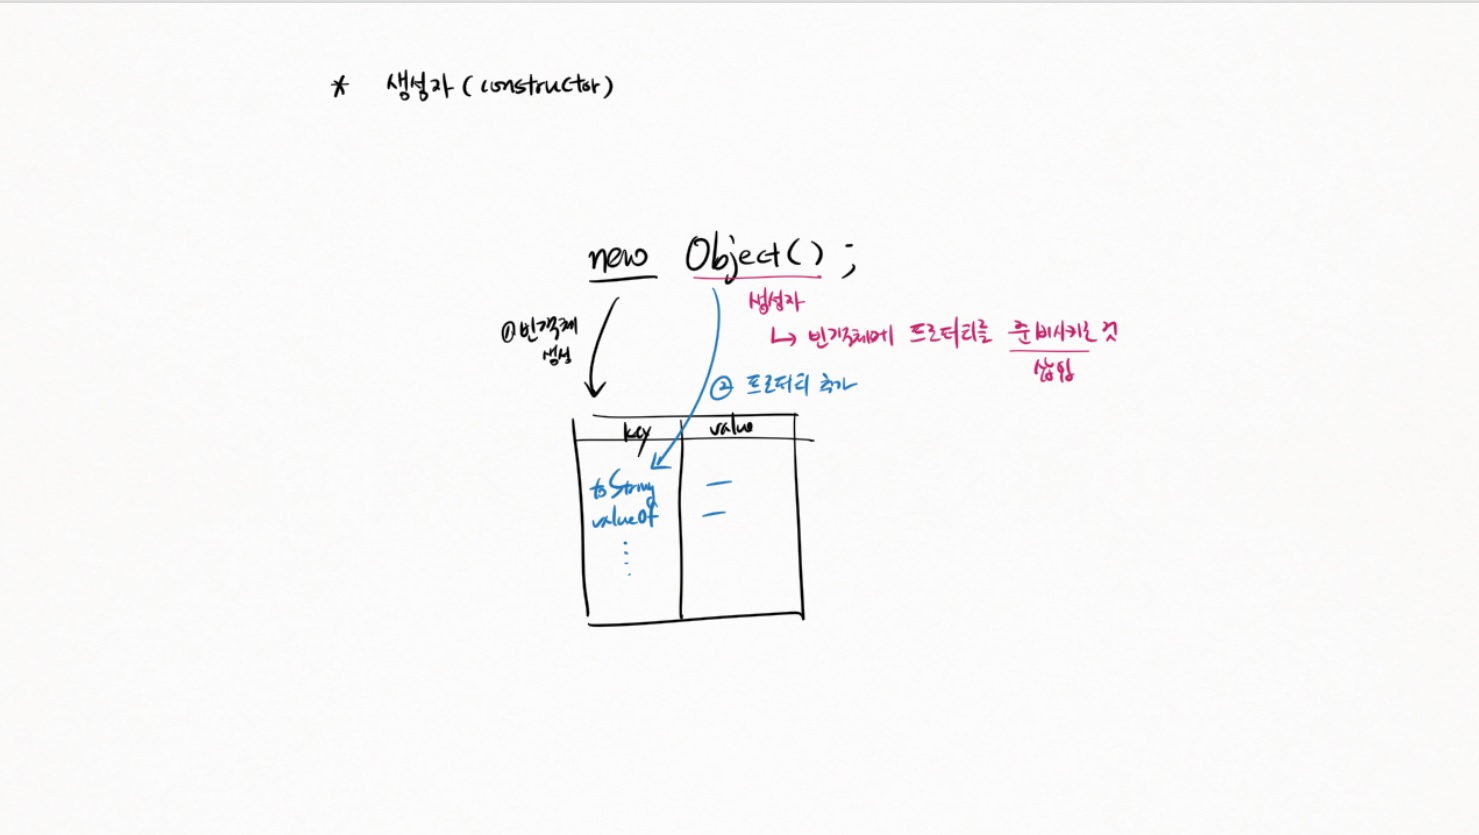 * 생성자 (constructor)
new Object() ;
생성자
① 빈객체
생성
↳ 빈객체에 프로퍼티를 준비시키는 것
삽입
② 프로퍼티 추가
key value
toString —
valueOf —
⋮